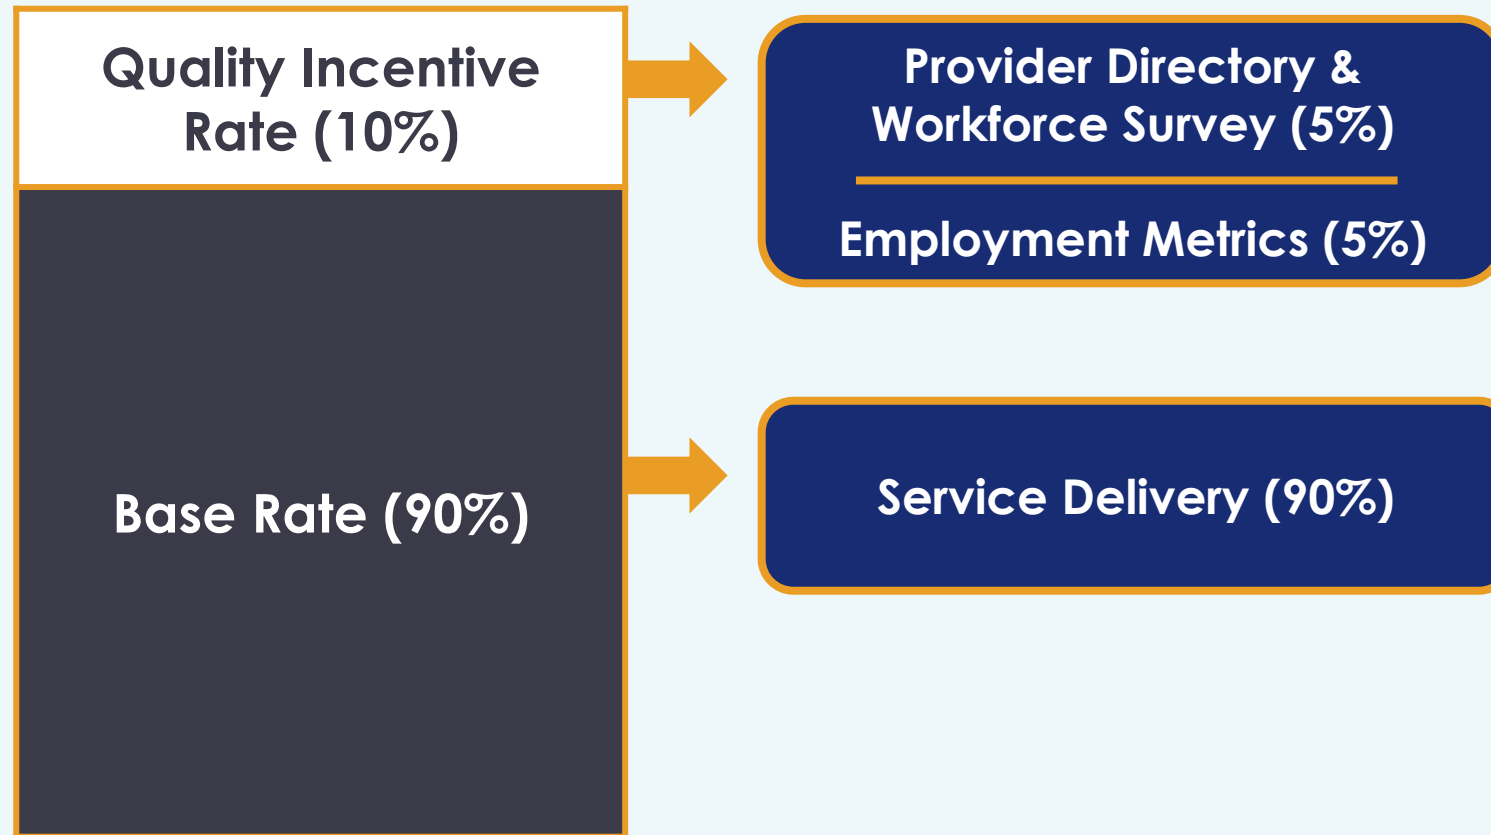 Quality Incentive
Rate (10%)
Provider Directory &
Workforce Survey (5%)
Employment Metrics (5%)
Base Rate (90%)
Service Delivery (90%)